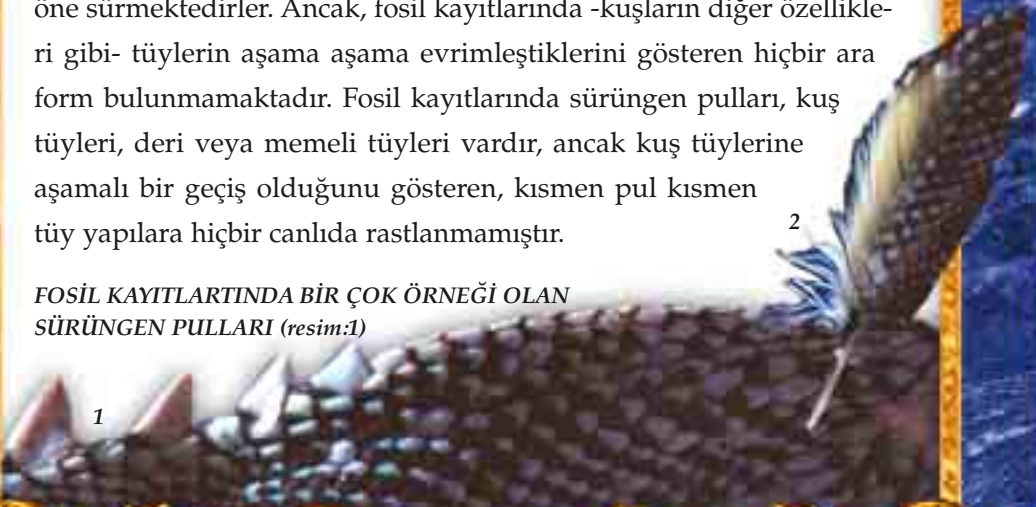 öne sürmektedirler. Ancak, fosil kayıtlarında -kuşların diğer özellikle-
ri gibi- tüylerin aşama aşama evrimleştiklerini gösteren hiçbir ara
form bulunmamaktadır. Fosil kayıtlarında sürüngen pulları, kuş
tüyleri, deri veya memeli tüyleri vardır, ancak kuş tüylerine
aşamalı bir geçiş olduğunu gösteren, kısmen pul kısmen
tüy yapılara hiçbir canlıda rastlanmamıştır.
2
FOSİL KAYITLARTINDA BİR ÇOK ÖRNEĞİ OLAN
SÜRÜNGEN PULLARI (resim:1)
1